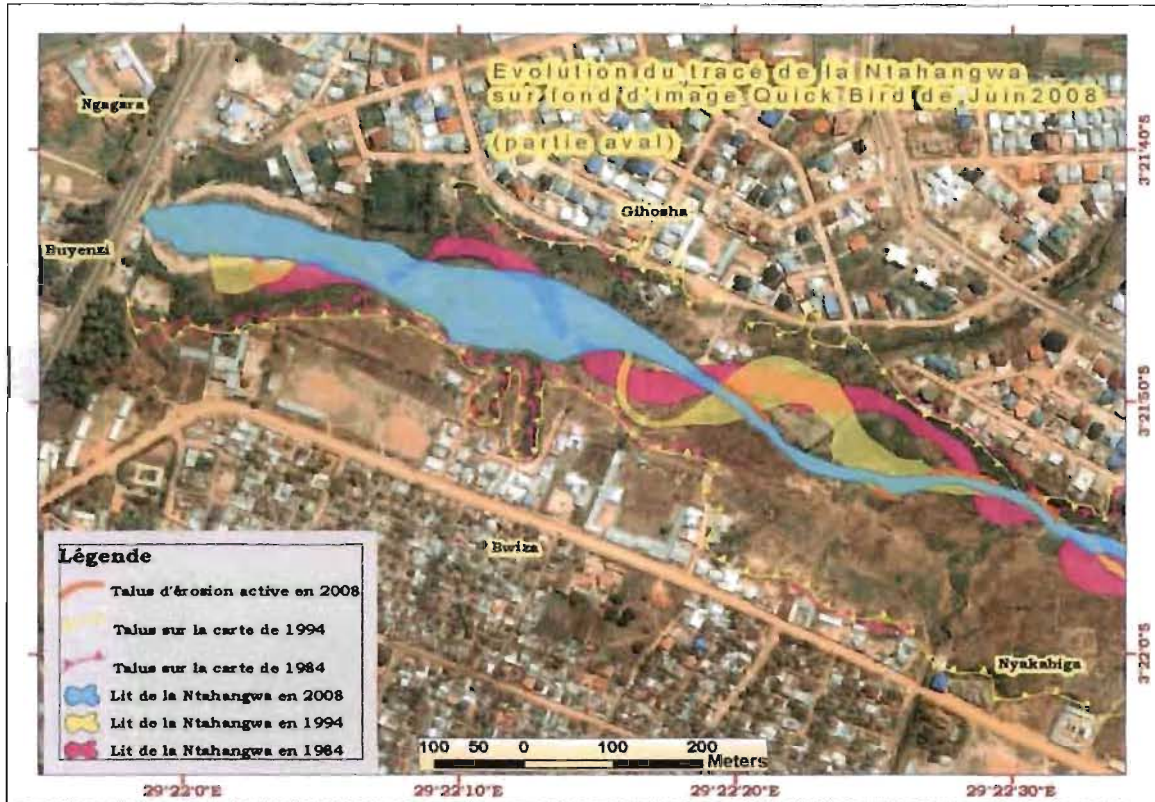 Evolution du tracé de la Ntahangwa
sur fond d'image Quick Bird de Juin2008
(partie aval)
Ngagara
Gihosha
Buyenzi
Bwiza
Nyakabiga
3°21'40"S
3°21'50"S
3°22'0"S
Légende
Talus d'érosion active en 2008
Talus sur la carte de 1994
Talus sur la carte de 1984
Lit de la Ntahangwa en 2008
Lit de la Ntahangwa en 1994
Lit de la Ntahangwa en 1984
100 50 0 100 200
Meters
29°22'0"E 29°22'10"E 29°22'20"E 29°22'30"E